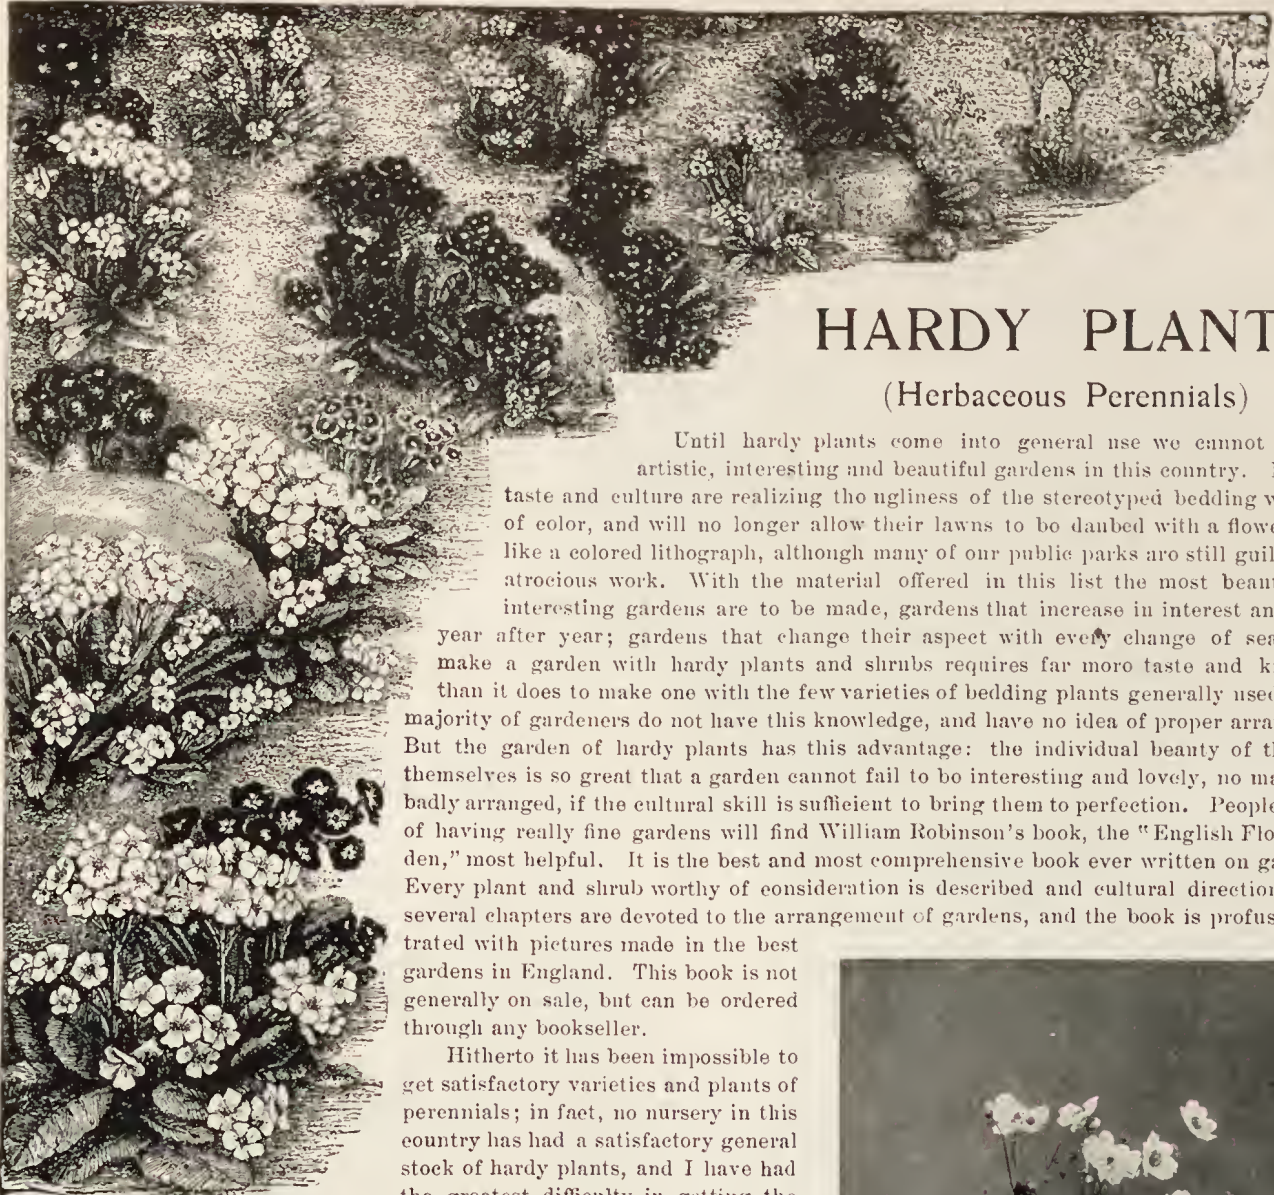 HARDY PLANT
(Herbaceous Perennials)
Until hardy plants come into general use we cannot
artistic, interesting and beautiful gardens in this country.
taste and culture are realizing the ugliness of the stereotyped bedding
of color, and will no longer allow their lawns to be daubed with a flowe
like a colored lithograph, although many of our public parks are still guil
atrocious work. With the material offered in this list the most beau
interesting gardens are to be made, gardens that increase in interest an
year after year; gardens that change their aspect with every change of sea
make a garden with hardy plants and shrubs requires far more taste and k
than it does to make one with the few varieties of bedding plants generally use
majority of gardeners do not have this knowledge, and have no idea of proper arra
But the garden of hardy plants has this advantage: the individual beauty of t
themselves is so great that a garden cannot fail to be interesting and lovely, no ma
badly arranged, if the cultural skill is sufficient to bring them to perfection. People
of having really fine gardens will find William Robinson's book, the "English Flo
den," most helpful. It is the best and most comprehensive book ever written on ga
Every plant and shrub worthy of consideration is described and cultural direction
several chapters are devoted to the arrangement of gardens, and the book is profus
trated with pictures made in the best
gardens in England. This book is not
generally on sale, but can be ordered
through any bookseller.
Hitherto it has been impossible to
get satisfactory varieties and plants of
perennials; in fact, no nursery in this
country has had a satisfactory general
stock of hardy plants, and I have had
the greatest difficulty in getting the